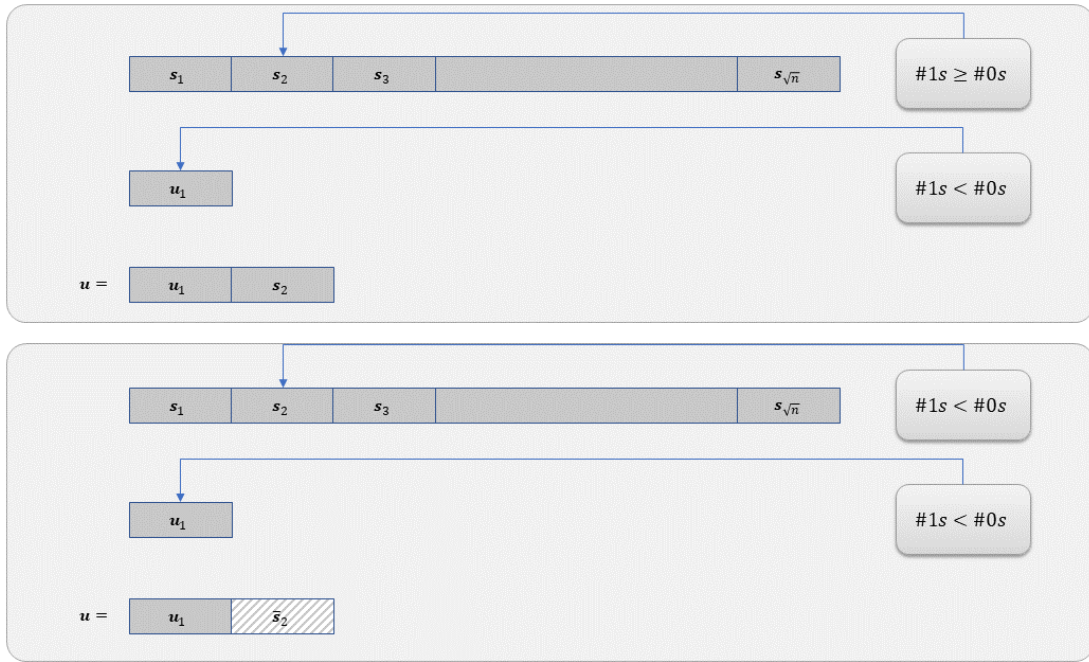 s₁ s₂ s₃ s√n #1s ≥ #0s
u₁ #1s < #0s
u = u₁ s₂
s₁ s₂ s₃ s√n #1s < #0s
u₁ #1s < #0s
u = u₁ s̅₂